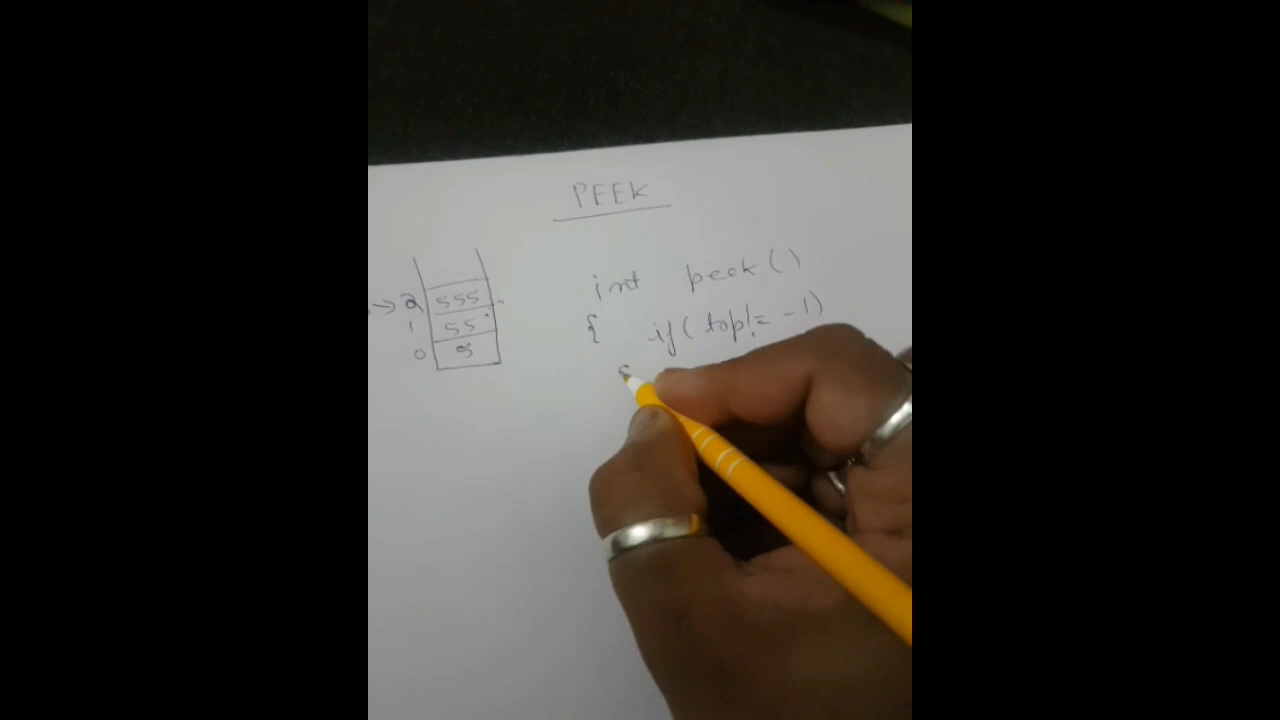 PEEK
int peek()
{ if(top != -1)
{
→ 2 555
1 55
0 5